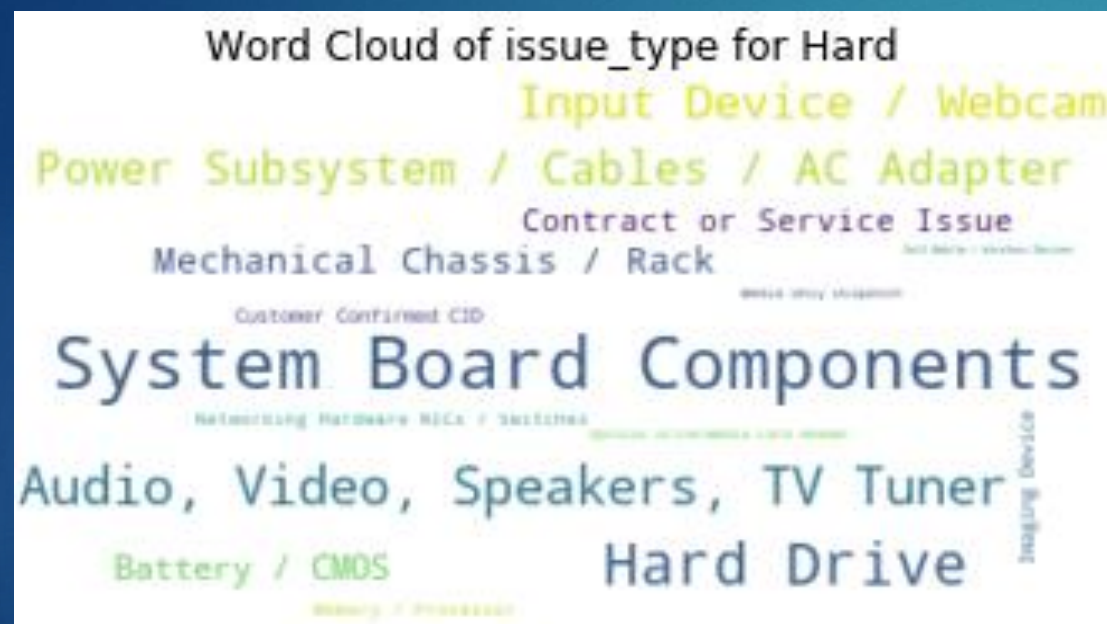 Word Cloud of issue_type for Hard
Input Device / Webcam
Power Subsystem / Cables / AC Adapter
Contract or Service Issue
Mechanical Chassis / Rack
Customer Confirmed CID
System Board Components
Networking Hardware NICs / Switches
Audio, Video, Speakers, TV Tuner
Imaging Device
Battery / CMOS
Hard Drive
Memory / Processor